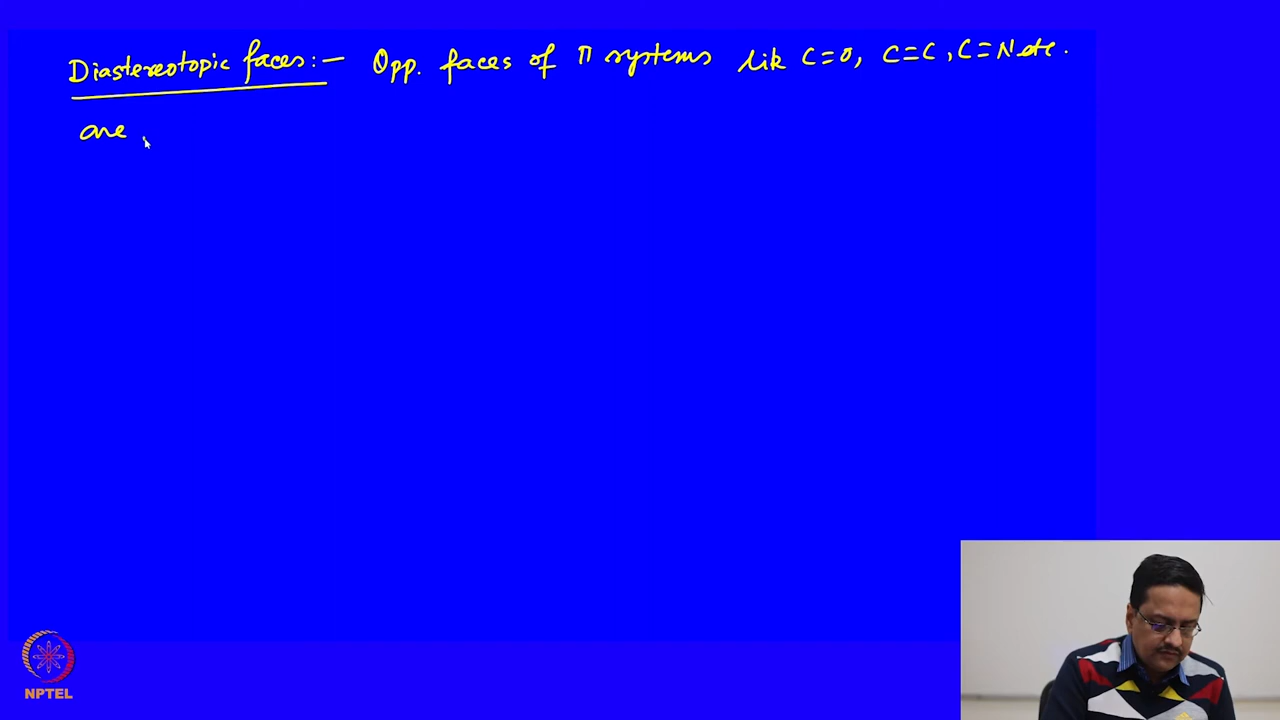 Diastereotopic faces:- Opp. faces of π systems like C=O, C=C, C=N etc.
are
NPTEL